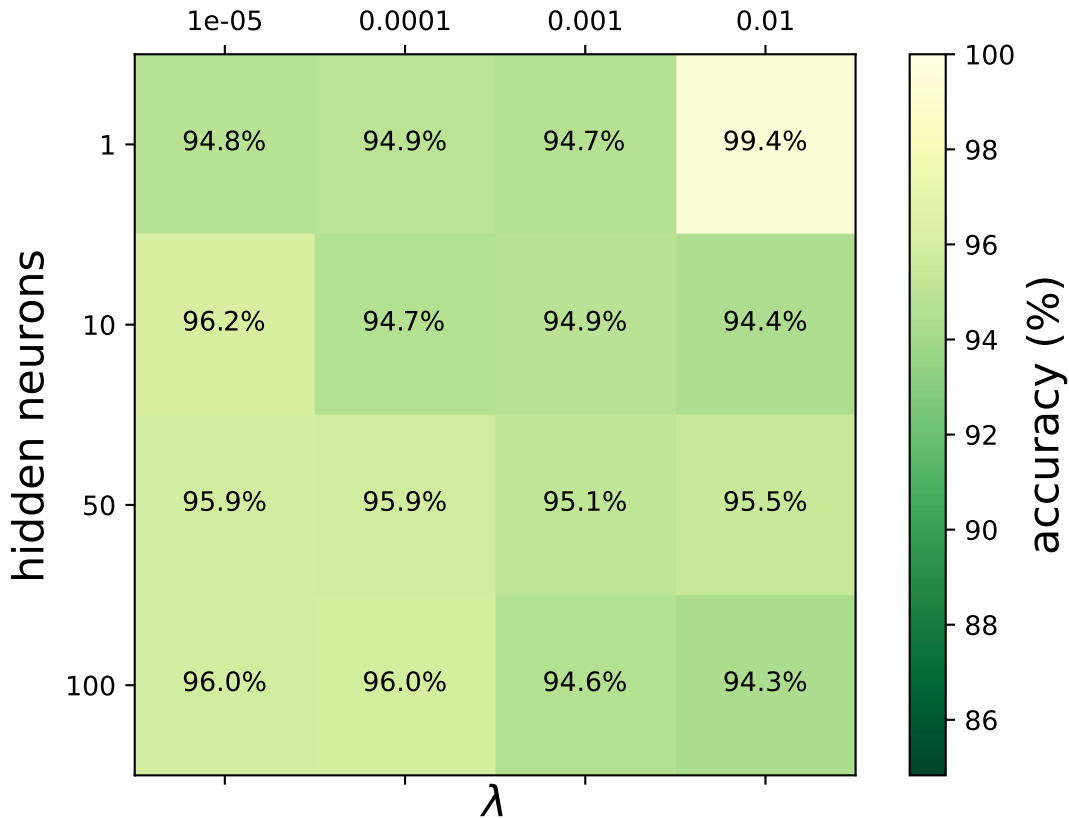 1e-05 0.0001 0.001 0.01
1 94.8% 94.9% 94.7% 99.4%
10 96.2% 94.7% 94.9% 94.4%
50 95.9% 95.9% 95.1% 95.5%
100 96.0% 96.0% 94.6% 94.3%
hidden neurons
λ
100
98
96
94
92
90
88
86
accuracy (%)